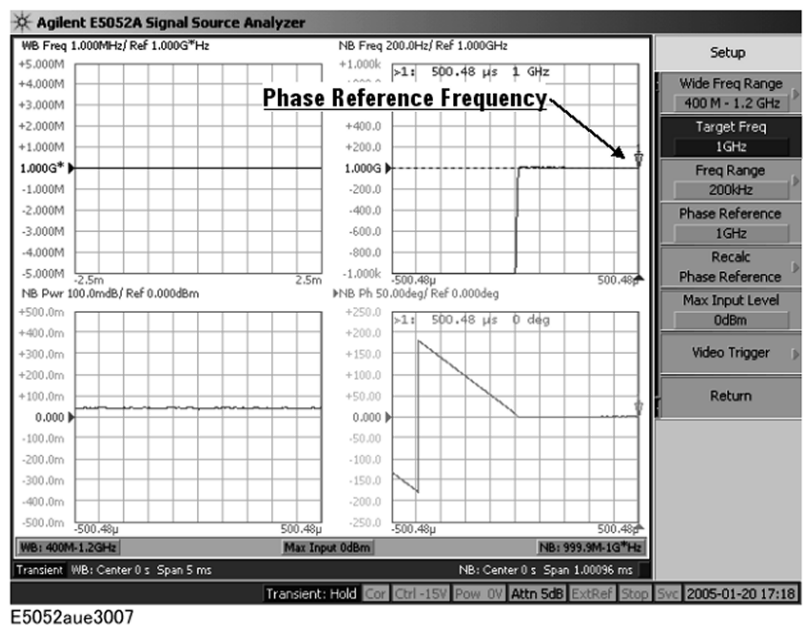 Agilent E5052A Signal Source Analyzer
WB Freq 1.000MHz/ Ref 1.000G*Hz
+5.000M
+4.000M
+3.000M
+2.000M
+1.000M
1.000G*
-1.000M
-2.000M
-3.000M
-4.000M
-5.000M
-2.5m
2.5m
NB Freq 200.0Hz/ Ref 1.000GHz
+1.000k
>1: 500.48 µs 1 GHz
Phase Reference Frequency
+400.0
+200.0
1.000G
-200.0
-400.0
-600.0
-800.0
-1.000k
-500.48µ
500.48µ
NB Pwr 100.0mdB/ Ref 0.000dBm
+500.0m
+400.0m
+300.0m
+200.0m
+100.0m
0.000
-100.0m
-200.0m
-300.0m
-400.0m
-500.0m
-500.48µ
500.48µ
NB Ph 50.00deg/ Ref 0.000deg
+250.0
>1: 500.48 µs 0 deg
+200.0
+150.0
+100.0
+50.00
0.000
-50.00
-100.0
-150.0
-200.0
-250.0
-500.48µ
500.48µ
WB: 400M-1.2GHz
Max Input 0dBm
NB: 999.9M-1G*Hz
Transient WB: Center 0 s Span 5 ms
NB: Center 0 s Span 1.00096 ms
Setup
Wide Freq Range
400 M - 1.2 GHz
Target Freq
1GHz
Freq Range
200kHz
Phase Reference
1GHz
Recalc
Phase Reference
Max Input Level
0dBm
Video Trigger
Return
Transient: Hold Cor Ctrl -15V Pow 0V Attn 5dB ExtRef Stop Svc 2005-01-20 17:18
E5052aue3007